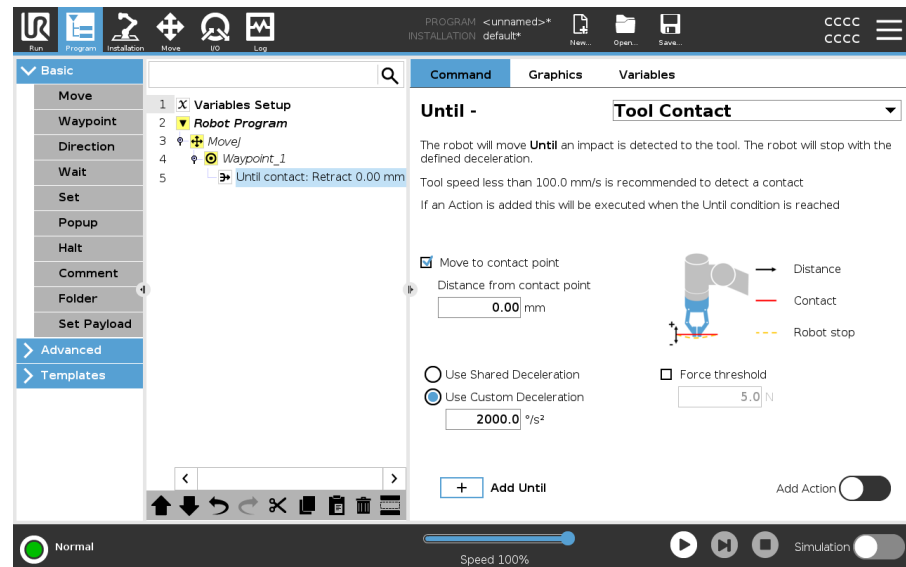 PROGRAM <unnamed>*
INSTALLATION default*
CCCC
CCCC
Run
Program
Installation
Move
I/O
Log
New...
Open...
Save...
Basic
Move
Waypoint
Direction
Wait
Set
Popup
Halt
Comment
Folder
Set Payload
Advanced
Templates
1 X Variables Setup
2 Robot Program
3 MoveJ
4 Waypoint_1
5 Until contact: Retract 0.00 mm
Command Graphics Variables
Until - Tool Contact
The robot will move Until an impact is detected to the tool. The robot will stop with the
defined deceleration.
Tool speed less than 100.0 mm/s is recommended to detect a contact
If an Action is added this will be executed when the Until condition is reached
Move to contact point
Distance from contact point
0.00 mm
+
-
Distance
Contact
Robot stop
Use Shared Deceleration
Use Custom Deceleration
2000.0 °/s²
Force threshold
5.0 N
+ Add Until
Add Action
Normal
Speed 100%
Simulation